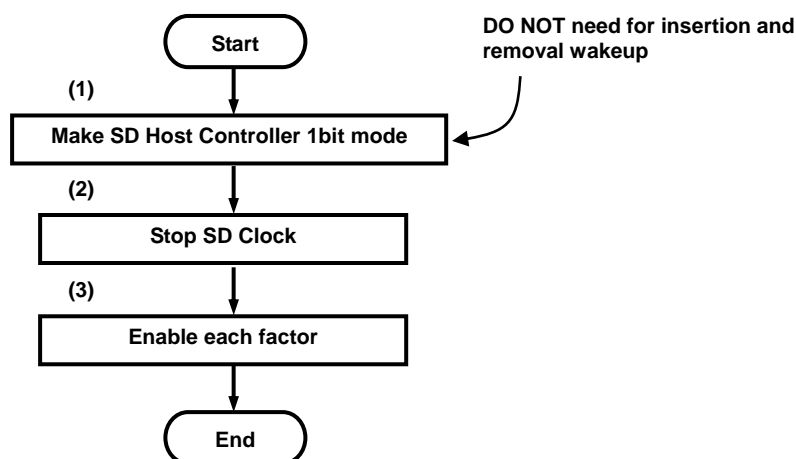 Start
DO NOT need for insertion and
removal wakeup
(1)
Make SD Host Controller 1bit mode
(2)
Stop SD Clock
(3)
Enable each factor
End